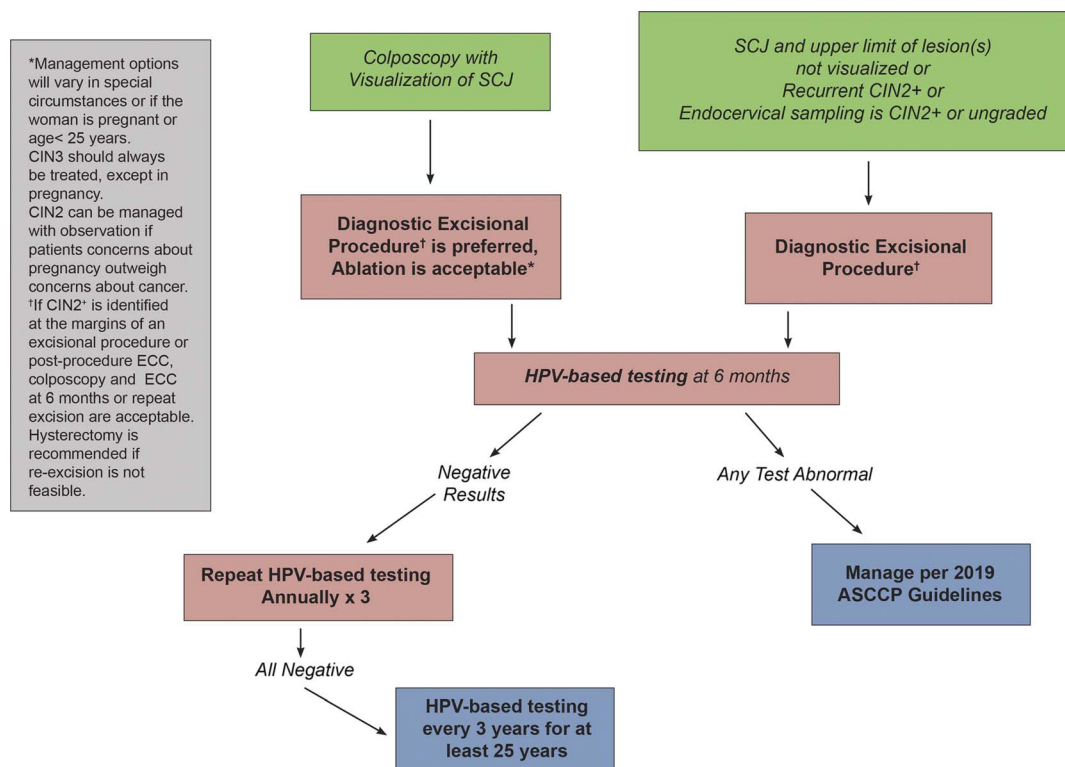 *Management options
will vary in special
circumstances or if the
woman is pregnant or
age< 25 years.
CIN3 should always
be treated, except in
pregnancy.
CIN2 can be managed
with observation if
patients concerns about
pregnancy outweigh
concerns about cancer.
†If CIN2⁺ is identified
at the margins of an
excisional procedure or
post-procedure ECC,
colposcopy and ECC
at 6 months or repeat
excision are acceptable.
Hysterectomy is
recommended if
re-excision is not
feasible.
Colposcopy with
Visualization of SCJ
SCJ and upper limit of lesion(s)
not visualized or
Recurrent CIN2+ or
Endocervical sampling is CIN2+ or ungraded
Diagnostic Excisional
Procedure† is preferred,
Ablation is acceptable*
Diagnostic Excisional
Procedure†
HPV-based testing at 6 months
Negative
Results
Any Test Abnormal
Repeat HPV-based testing
Annually x 3
Manage per 2019
ASCCP Guidelines
All Negative
HPV-based testing
every 3 years for at
least 25 years